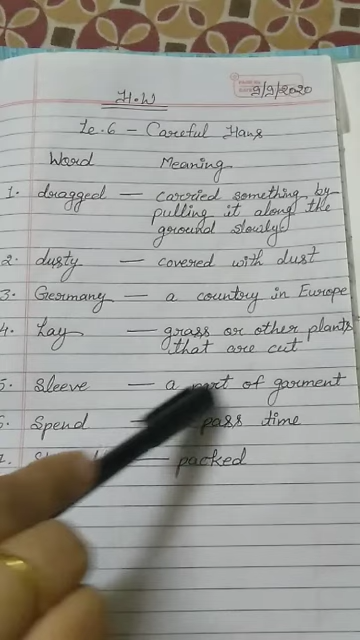 9/9/2020
H.W
Le.6 - Careful Hans
Word Meaning
1. dragged — carried something by
pulling it along the
ground slowly
2. dusty — covered with dust
3. Germany — a country in Europe
4. Lay — grass or other plants
that are cut
5. Sleeve — a part of garment
6. Spend — pass time
7. — packed